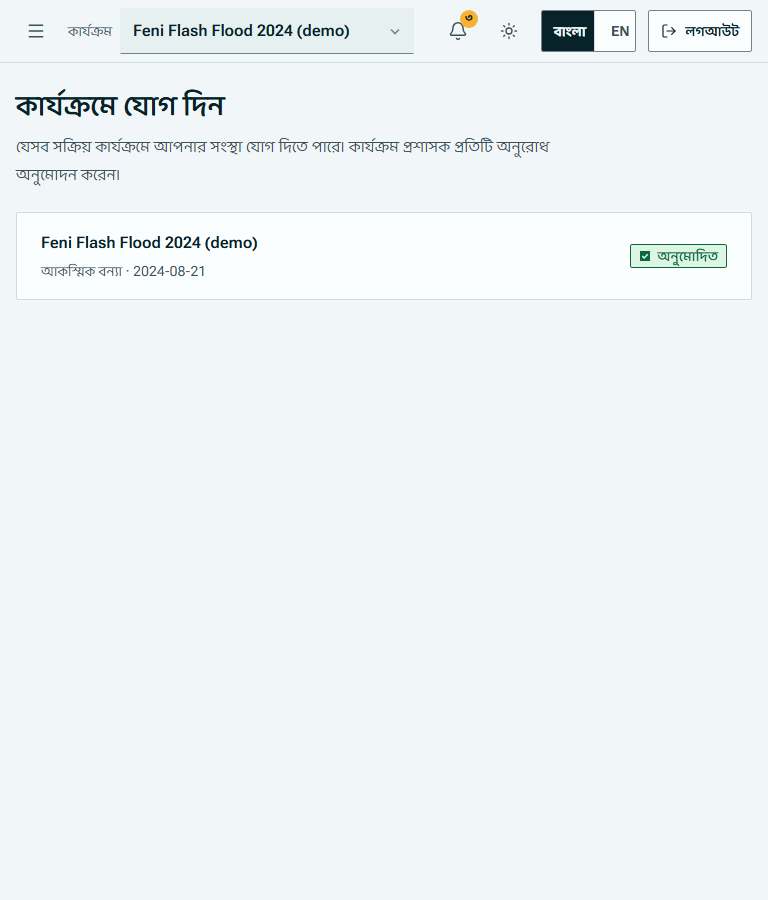 কার্যক্রম
Feni Flash Flood 2024 (demo)
৩
বাংলা
EN
লগআউট
কার্যক্রমে যোগ দিন
যেসব সক্রিয় কার্যক্রমে আপনার সংস্থা যোগ দিতে পারে। কার্যক্রম প্রশাসক প্রতিটি অনুরোধ
অনুমোদন করেন।
Feni Flash Flood 2024 (demo)
আকস্মিক বন্যা · 2024-08-21
অনুমোদিত